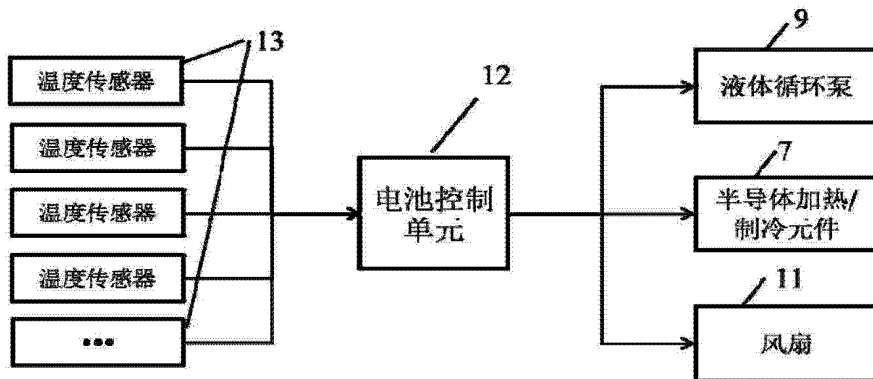 13
温度传感器
温度传感器
温度传感器
温度传感器
•••
12
电池控制
单元
9
液体循环泵
7
半导体加热/
制冷元件
11
风扇